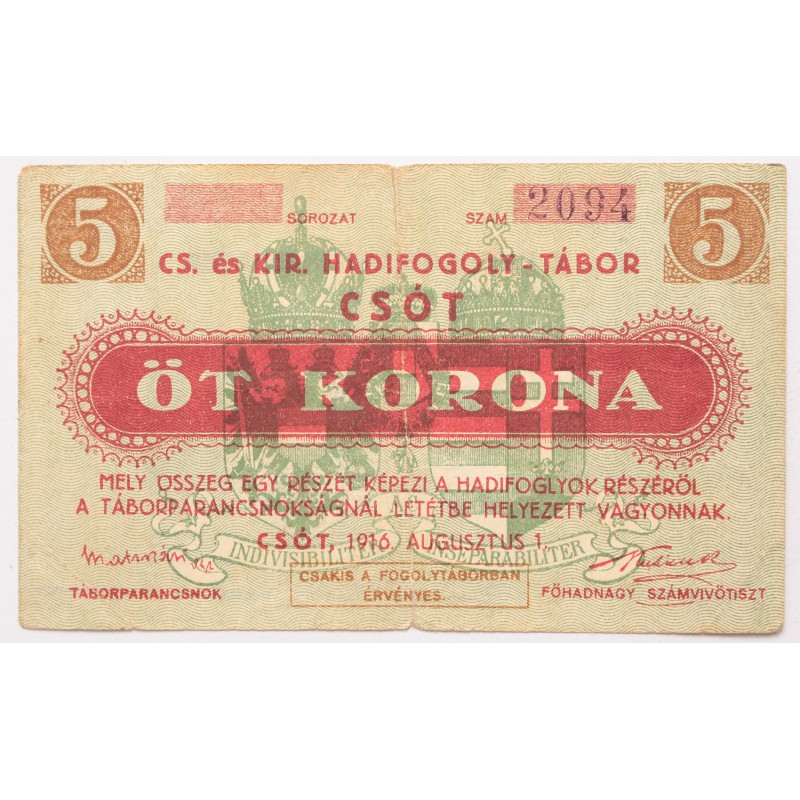 5 SOROZAT SZAM 2094 5
CS. és KIR. HADIFOGOLY-TÁBOR
CSÓT
ÖT KORONA
MELY ÖSSZEG EGY RÉSZÉT KÉPEZI A HADIFOGLYOK RÉSZÉRŐL
A TÁBORPARANCSNOKSÁGNÁL LETÉTBE HELYEZETT VAGYONNAK.
CSÓT, 1916. AUGUSZTUS 1.
INDIVISIBILITER AC INSEPARABILITER
CSAKIS A FOGOLYTÁBORBAN
ÉRVÉNYES.
TÁBORPARANCSNOK
FŐHADNAGY SZÁMVIVŐTISZT